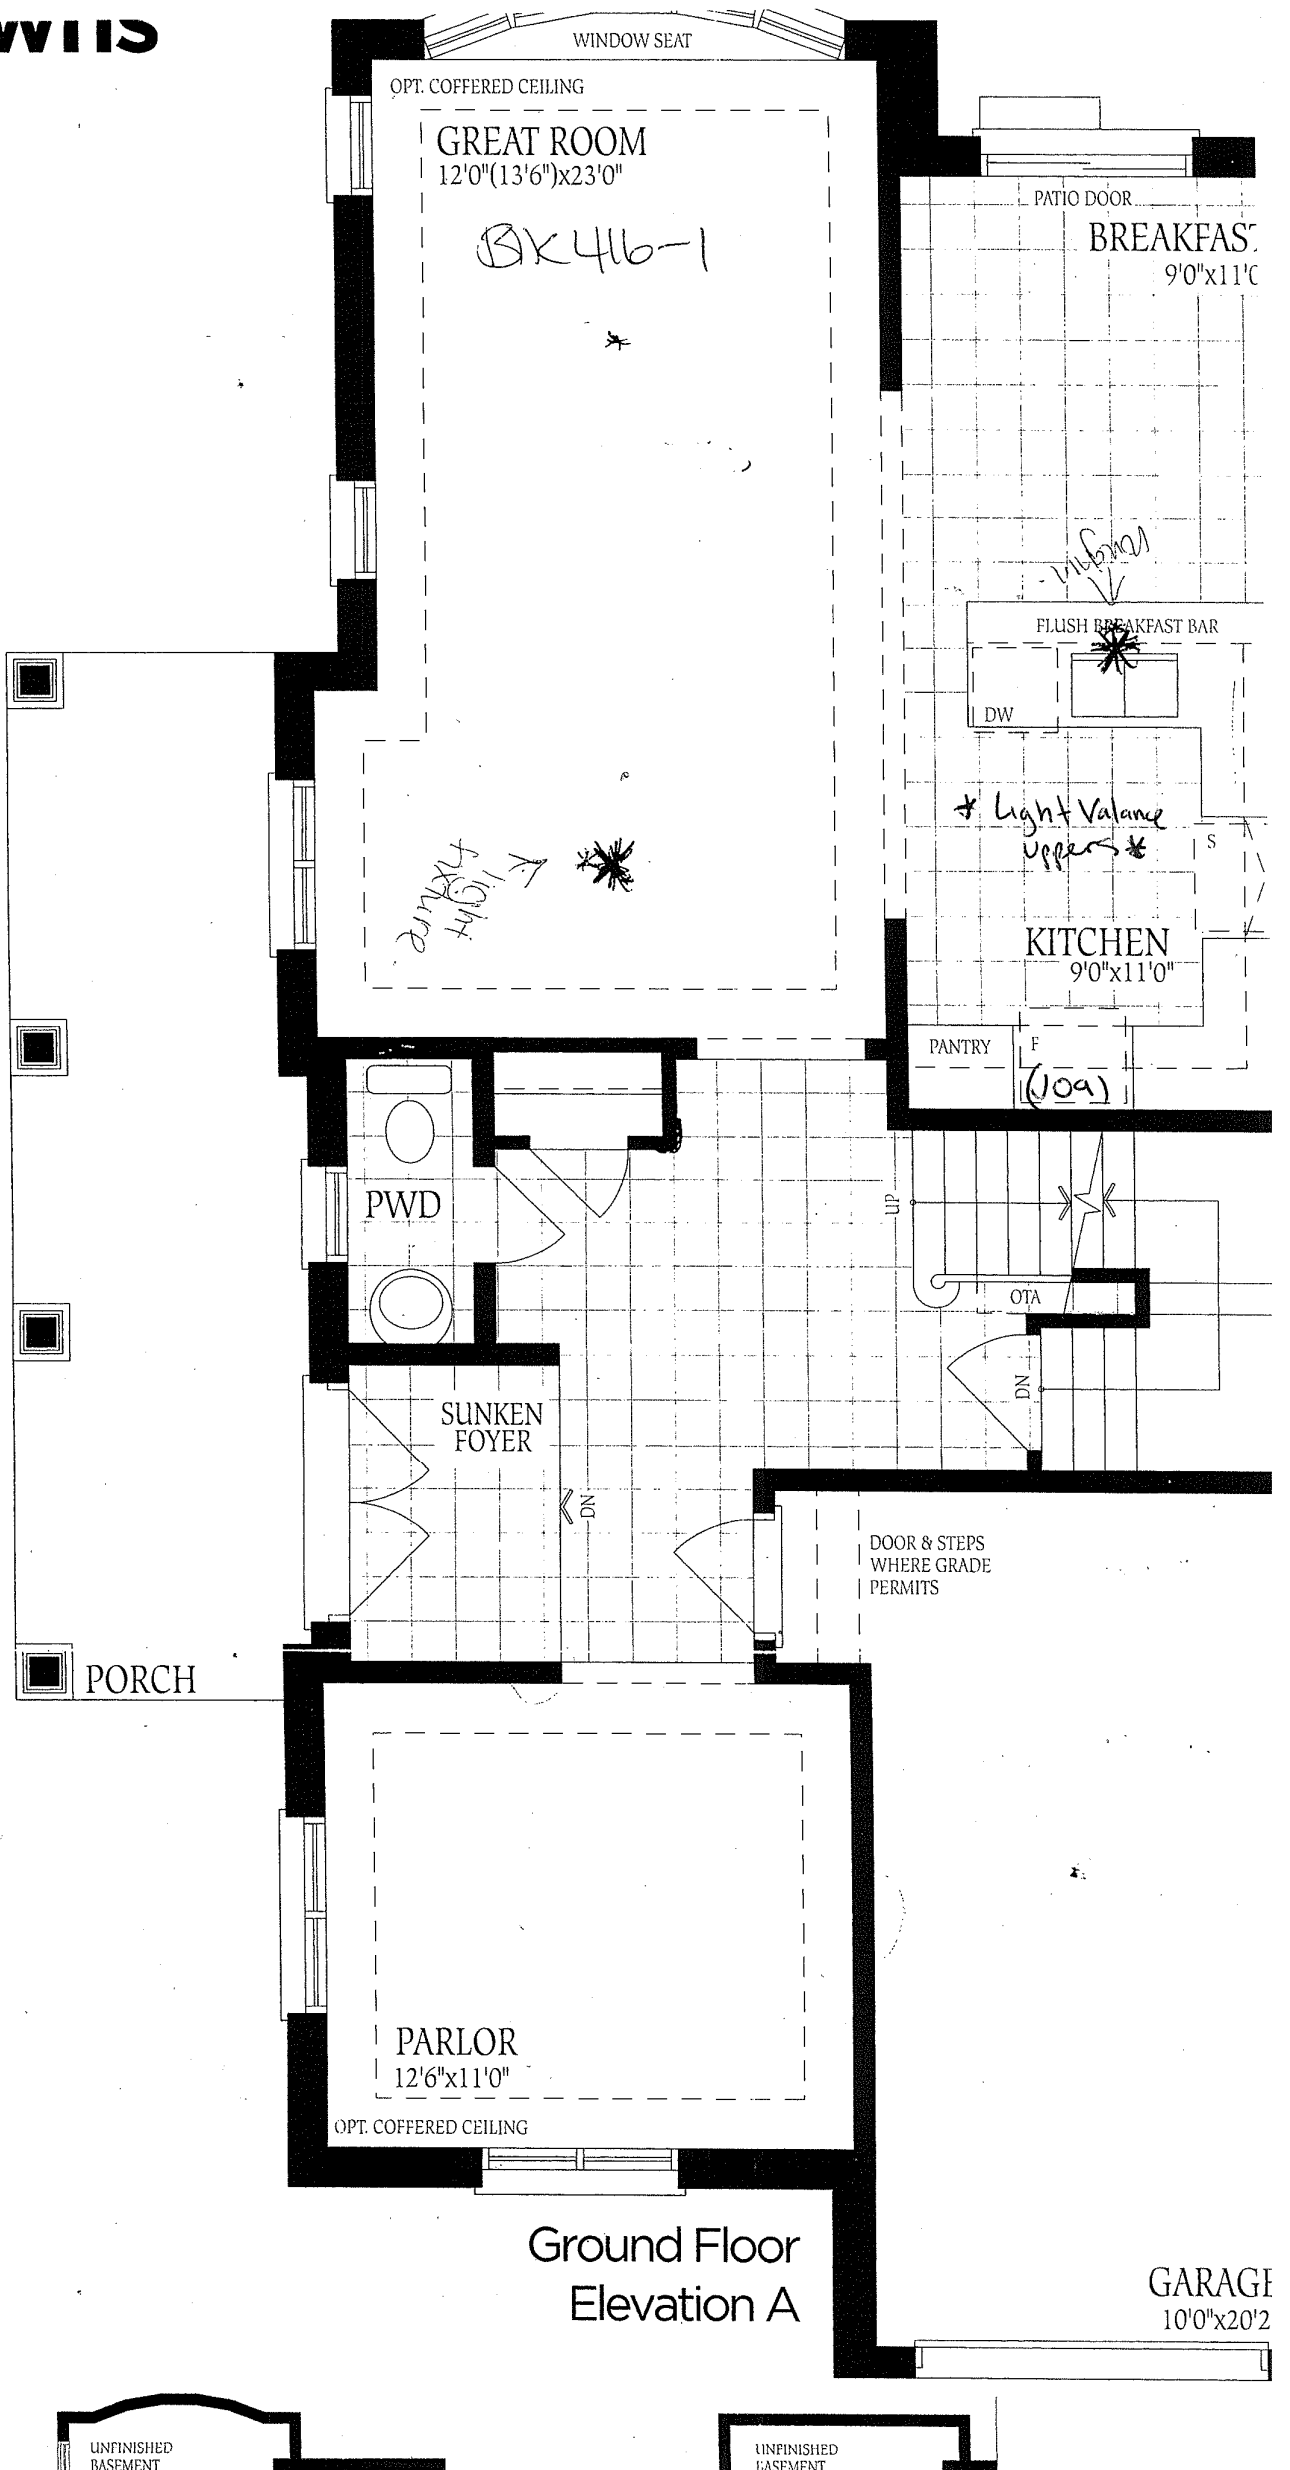 WINDOW SEAT
OPT. COFFERED CEILING
GREAT ROOM
12'0"(13'6")x23'0"
BK416-1
PATIO DOOR
BREAKFAS
9'0"x11'0
FLUSH BREAKFAST BAR
DW
* Light Valance
uppers *
S
light
fixture
KITCHEN
9'0"x11'0"
PANTRY
F
(JOA)
PWD
UP
OTA
DN
SUNKEN
FOYER
DN
DOOR & STEPS
WHERE GRADE
PERMITS
PORCH
PARLOR
12'6"x11'0"
OPT. COFFERED CEILING
Ground Floor
Elevation A
GARAGE
10'0"x20'2
UNFINISHED
BASEMENT
UNFINISHED
BASEMENT